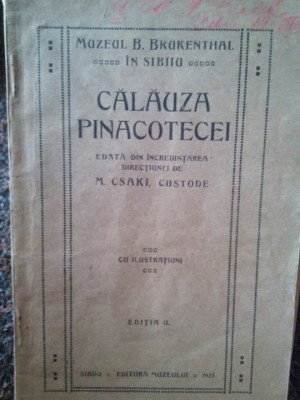 MUZEUL B. BRUKENTHAL
ÎN SIBIIU
CĂLĂUZA
PINACOTECEI
EDATĂ DIN ÎNCREDINȚAREA
DIRECȚIUNEI DE
M. CSAKI, CUSTODE
CU ILUSTRAȚIUNI
EDIȚIA II.
SIBIIU EDITURA MUZEULUI